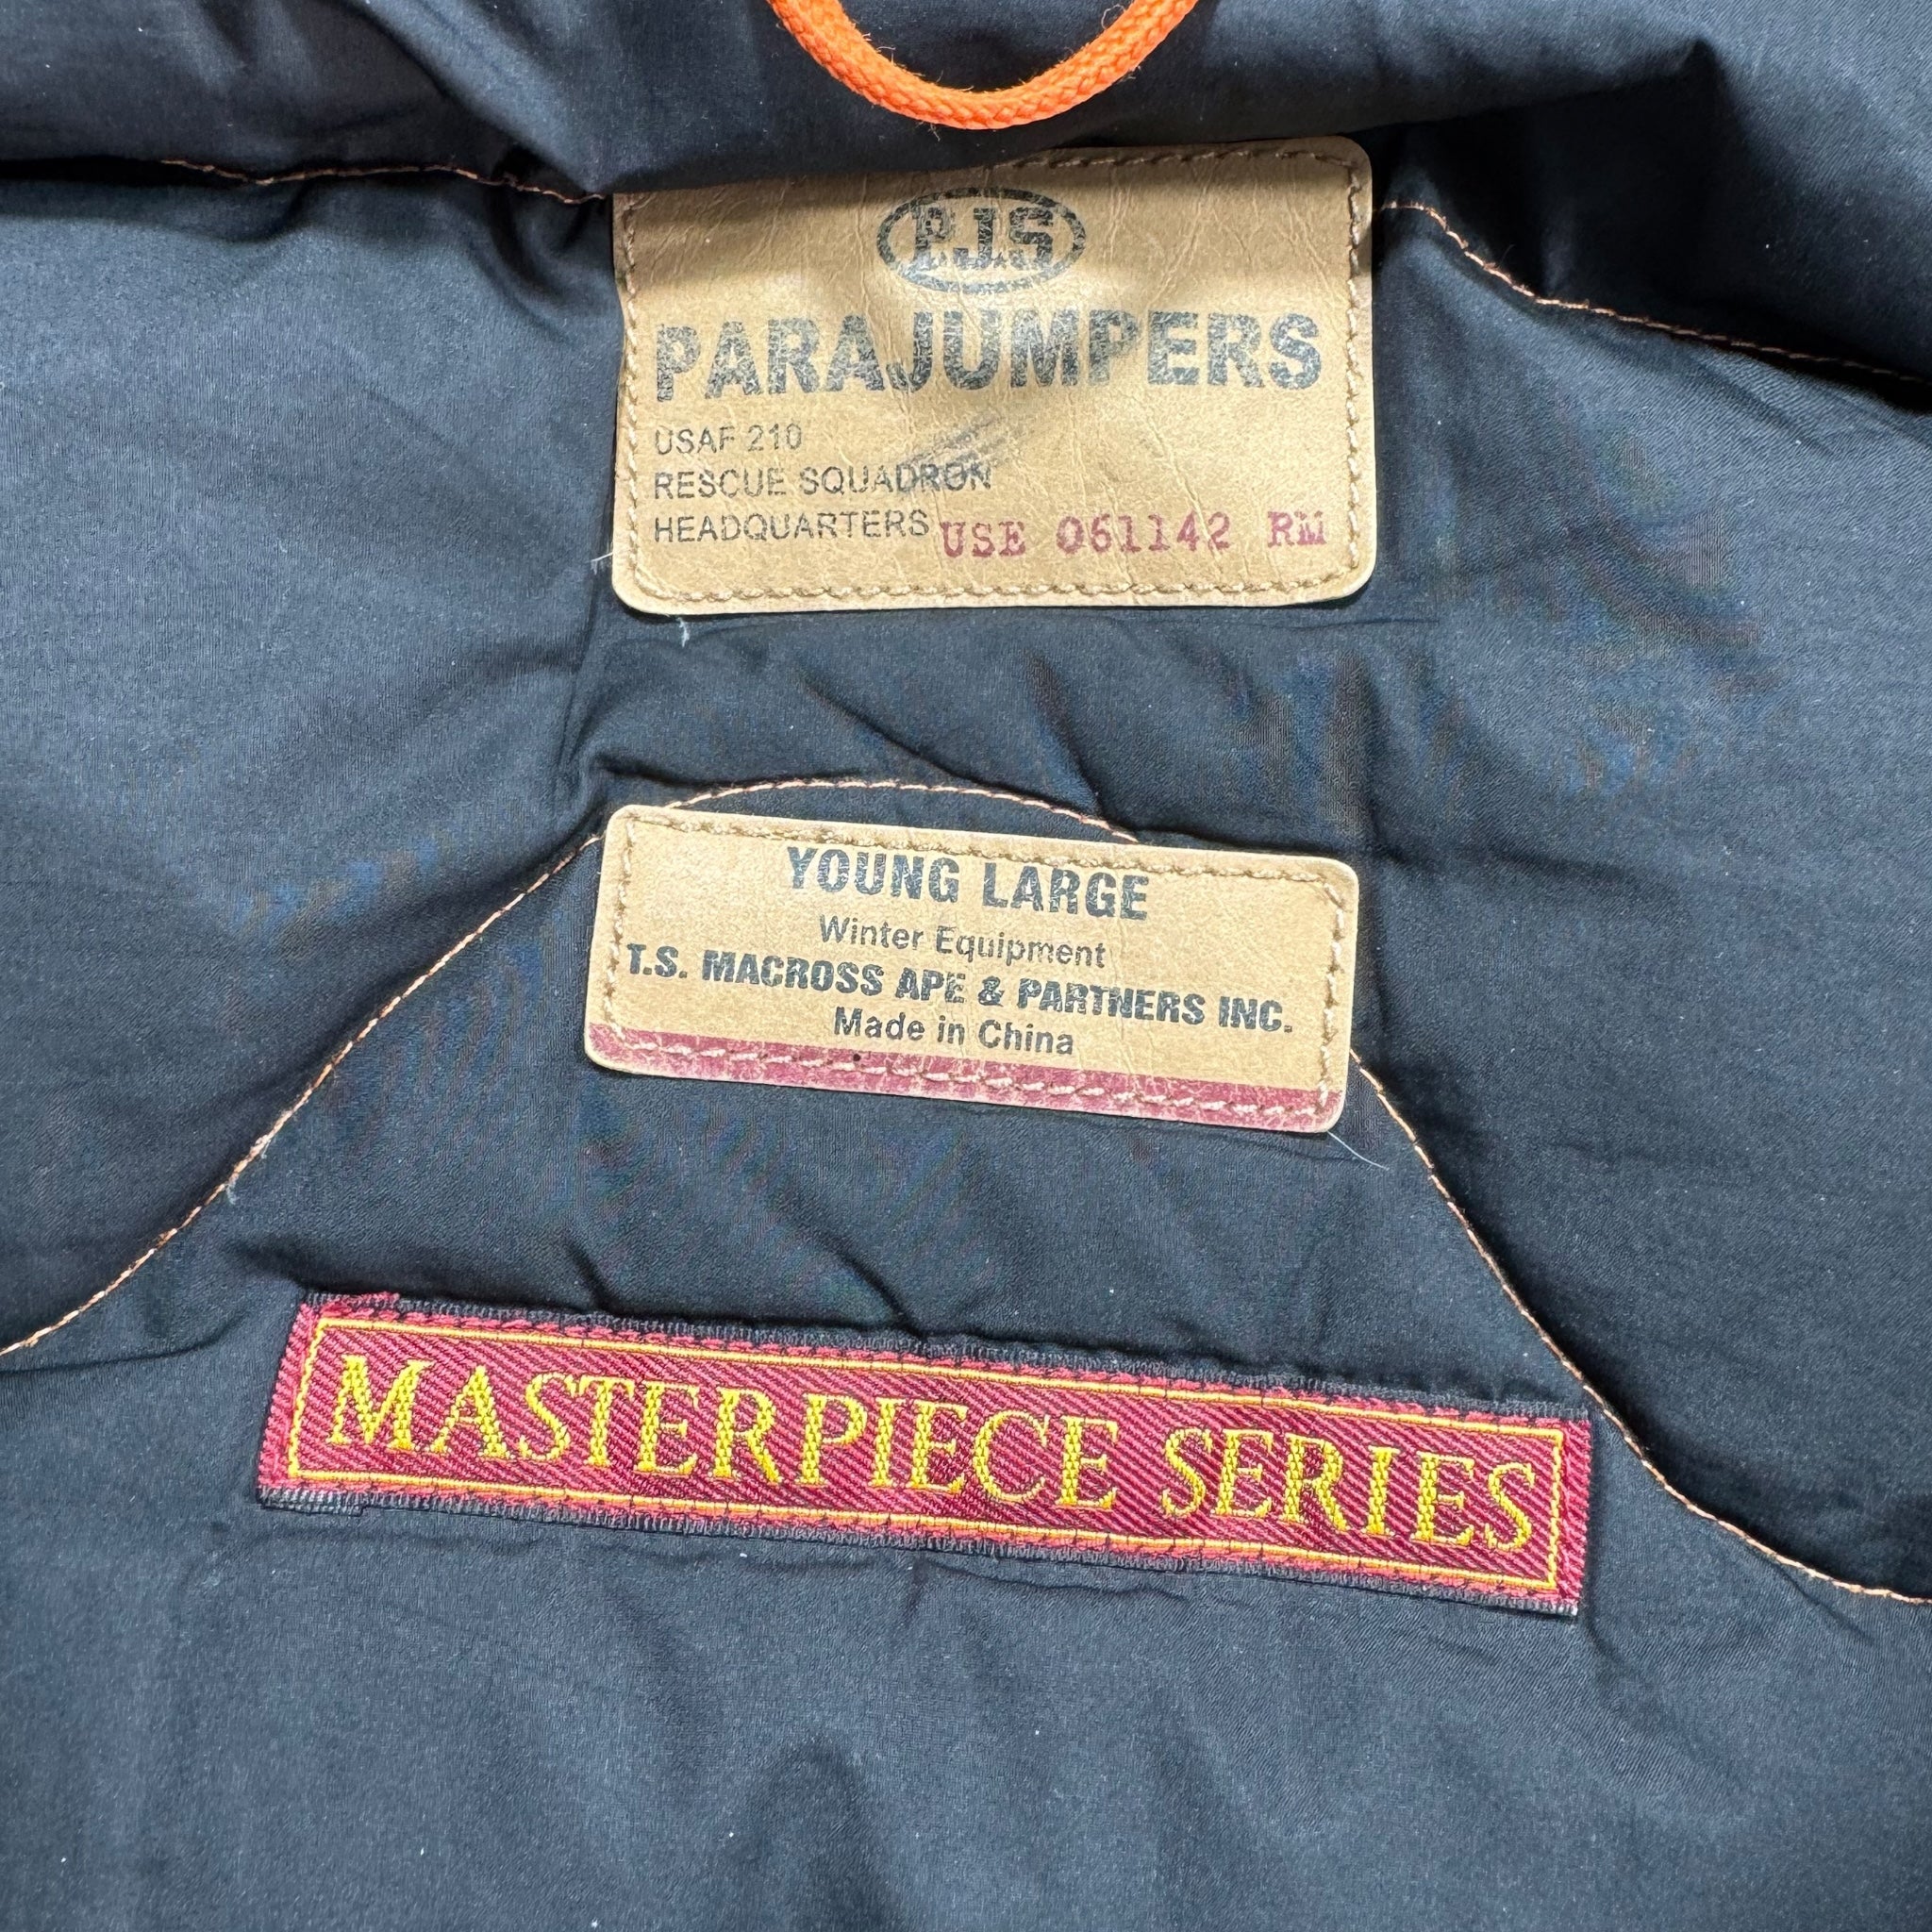 P.J.S
PARAJUMPERS
USAF 210
RESCUE SQUADRON
HEADQUARTERS USE 061142 RM
YOUNG LARGE
Winter Equipment
T.S. MACROSS APE & PARTNERS INC.
Made in China
MASTERPIECE SERIES